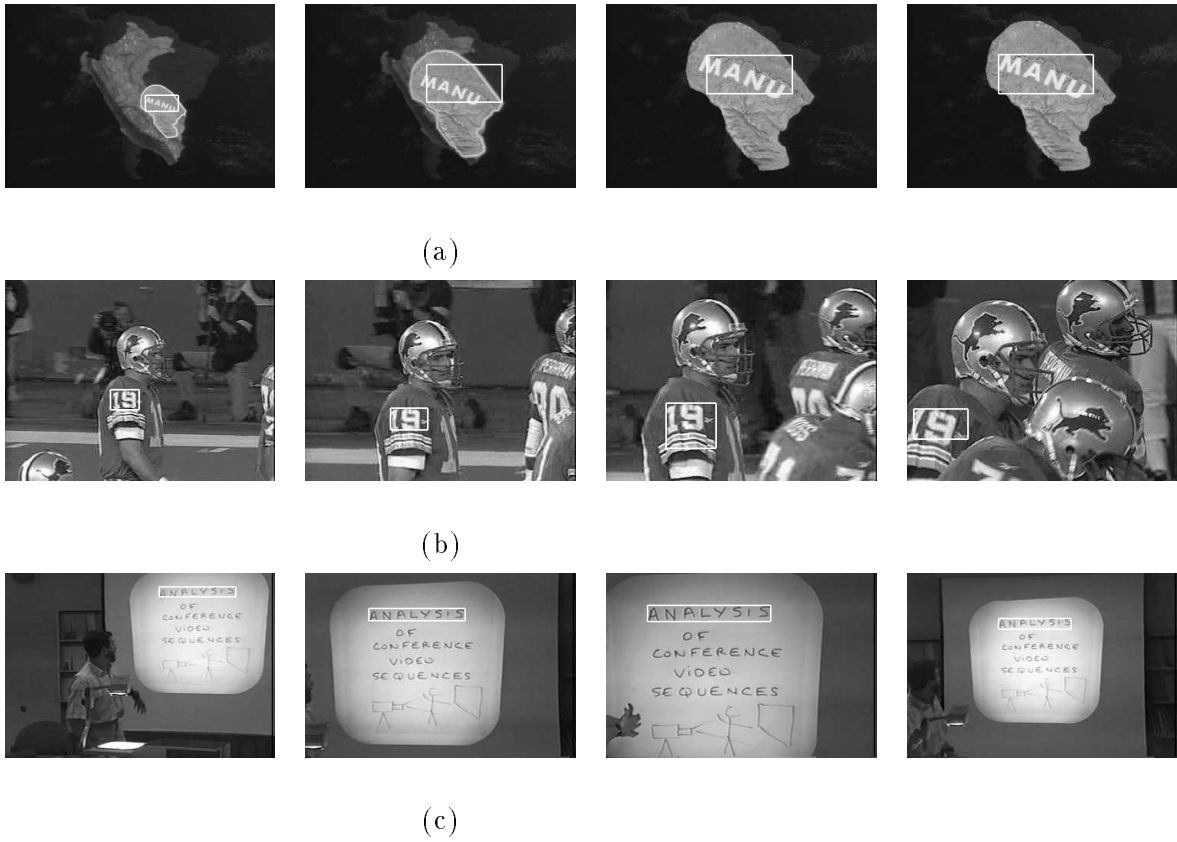 MANU MANU MANU MANU
(a)
19 19 19 19
(b)
ANALYSIS
OF
CONFERENCE
VIDEO
SEQUENCES
ANALYSIS
OF
CONFERENCE
VIDEO
SEQUENCES
ANALYSIS
OF
CONFERENCE
VIDEO
SEQUENCES
ANALYSIS
OF
CONFERENCE
VIDEO
SEQUENCES
(c)